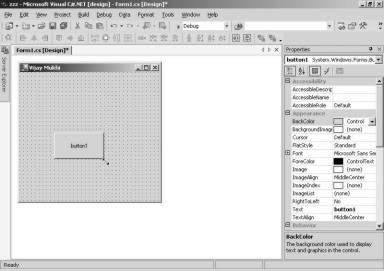 zzz - Microsoft Visual C#.NET [design] - Form1.cs [Design]*
File Edit View Project Build Debug Data Format Tools Window Help
Debug
Form1.cs [Design]*
Server Explorer
Vijay Mukhi
button1
Properties
button1 System.Windows.Forms.Bu
Accessibility
AccessibleDescrip
AccessibleName
AccessibleRole Default
Appearance
BackColor Control
BackgroundImage (none)
Cursor Default
FlatStyle Standard
Font Microsoft Sans Ser
ForeColor ControlText
Image (none)
ImageAlign MiddleCenter
ImageIndex (none)
ImageList (none)
RightToLeft No
Text button1
TextAlign MiddleCenter
Behavior
BackColor
The background color used to display
text and graphics in the control.
Ready